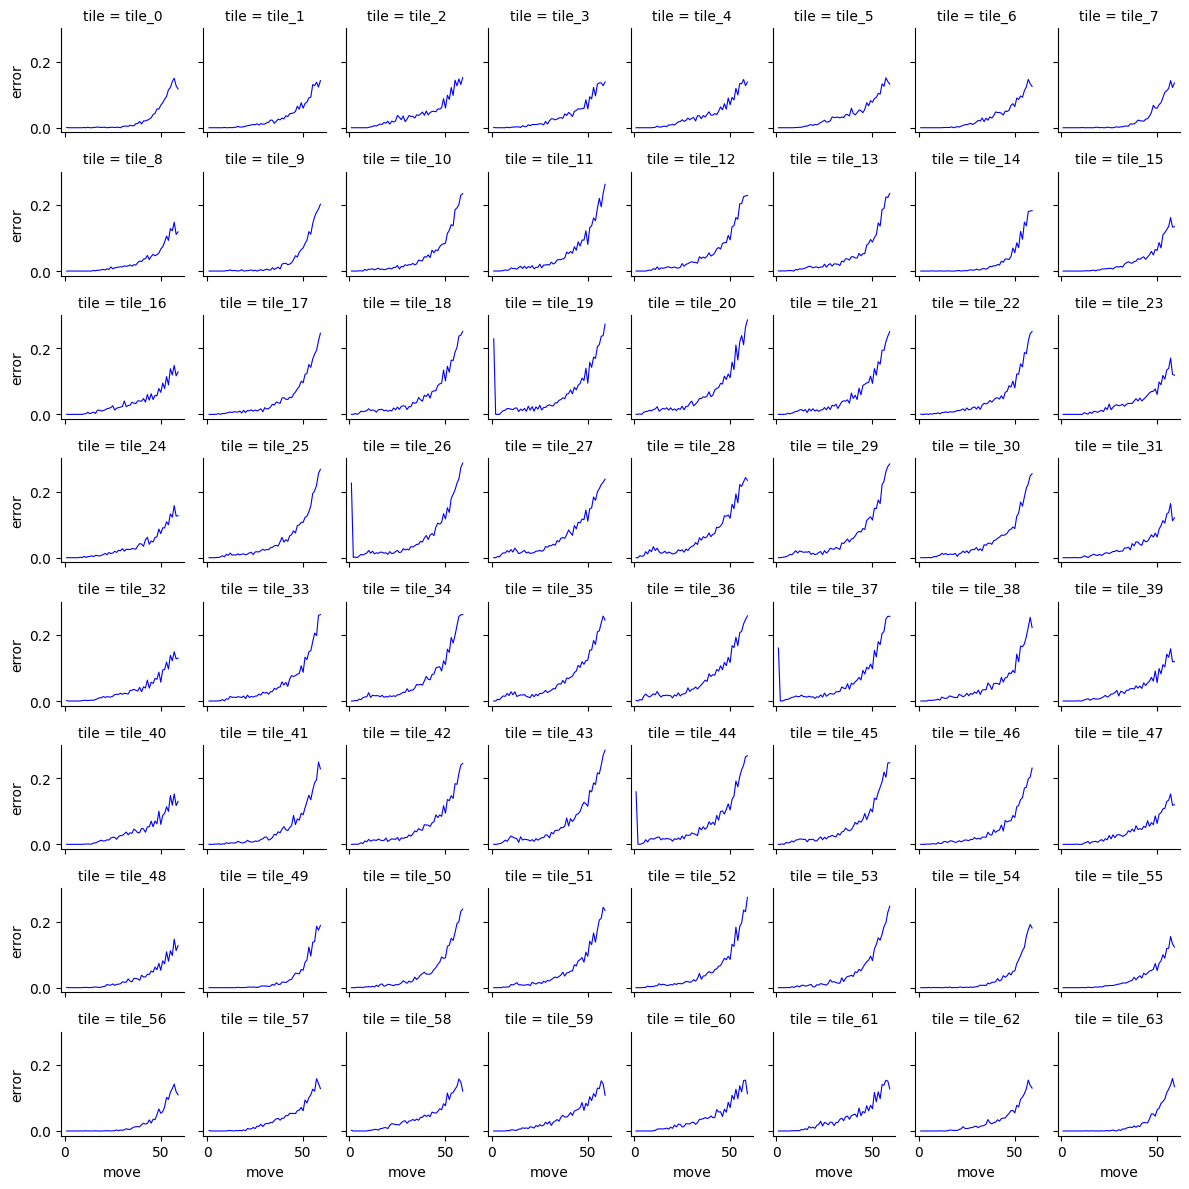 tile = tile_0 tile = tile_1 tile = tile_2 tile = tile_3 tile = tile_4 tile = tile_5 tile = tile_6 tile = tile_7
0.2
error
0.0
tile = tile_8 tile = tile_9 tile = tile_10 tile = tile_11 tile = tile_12 tile = tile_13 tile = tile_14 tile = tile_15
0.2
error
0.0
tile = tile_16 tile = tile_17 tile = tile_18 tile = tile_19 tile = tile_20 tile = tile_21 tile = tile_22 tile = tile_23
0.2
error
0.0
tile = tile_24 tile = tile_25 tile = tile_26 tile = tile_27 tile = tile_28 tile = tile_29 tile = tile_30 tile = tile_31
0.2
error
0.0
tile = tile_32 tile = tile_33 tile = tile_34 tile = tile_35 tile = tile_36 tile = tile_37 tile = tile_38 tile = tile_39
0.2
error
0.0
tile = tile_40 tile = tile_41 tile = tile_42 tile = tile_43 tile = tile_44 tile = tile_45 tile = tile_46 tile = tile_47
0.2
error
0.0
tile = tile_48 tile = tile_49 tile = tile_50 tile = tile_51 tile = tile_52 tile = tile_53 tile = tile_54 tile = tile_55
0.2
error
0.0
tile = tile_56 tile = tile_57 tile = tile_58 tile = tile_59 tile = tile_60 tile = tile_61 tile = tile_62 tile = tile_63
0.2
error
0.0
0 50 0 50 0 50 0 50 0 50 0 50 0 50 0 50
move move move move move move move move